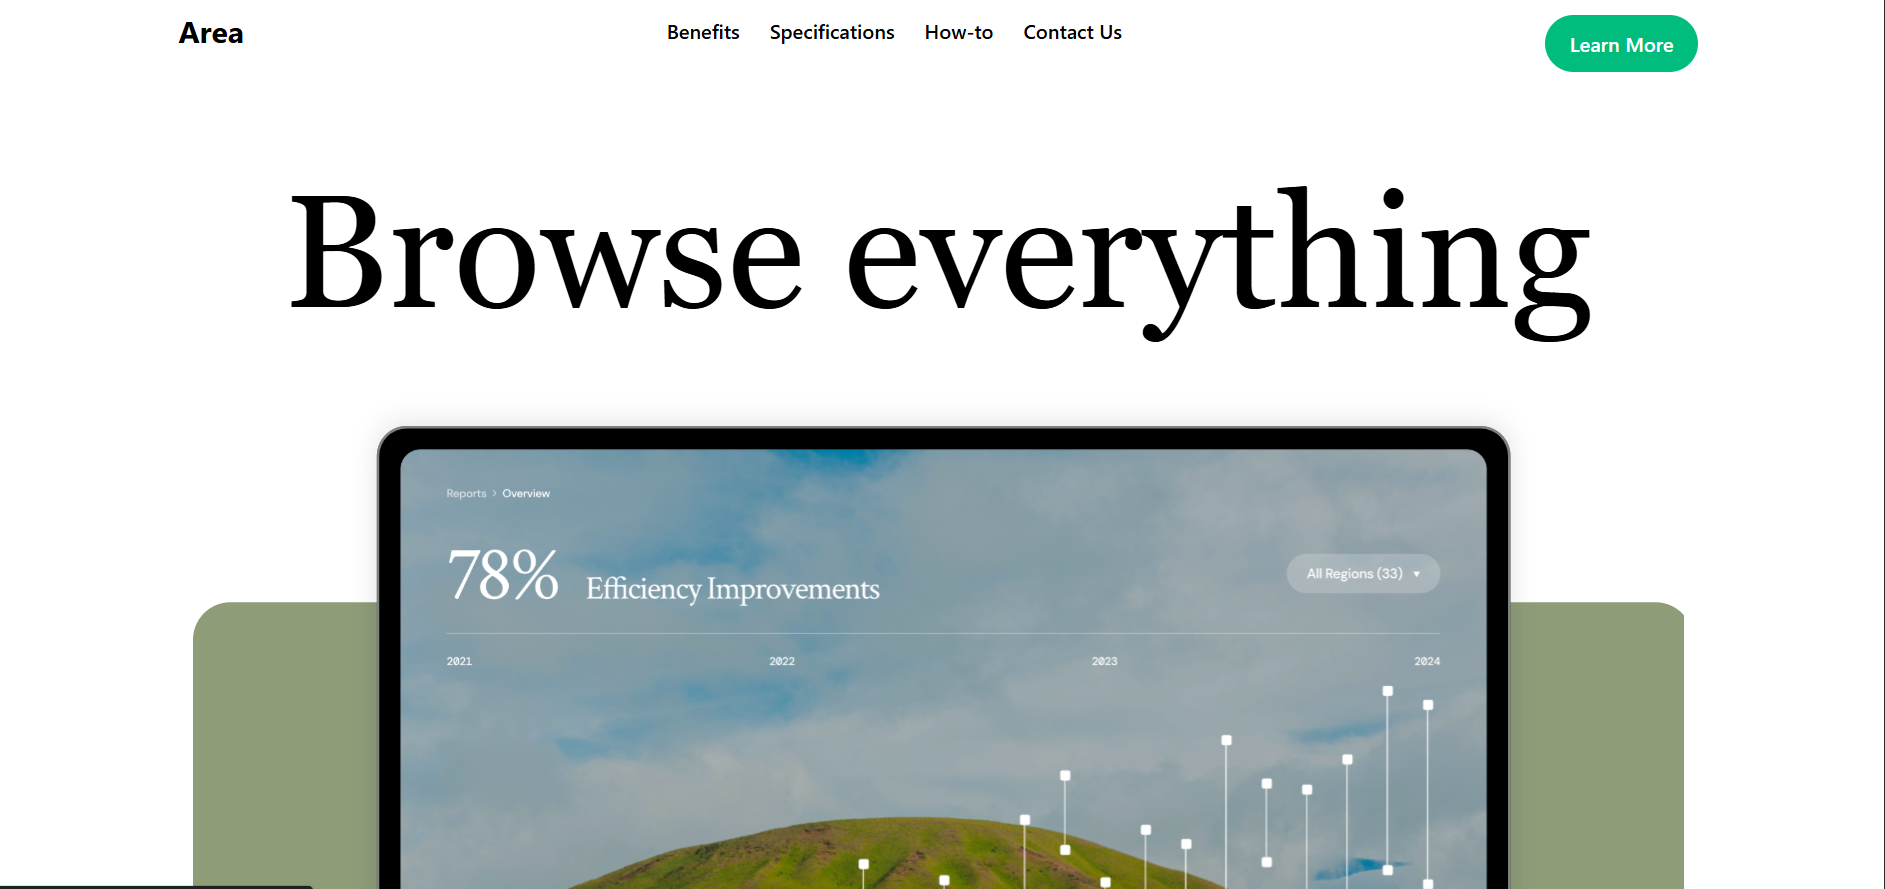 Area
Benefits Specifications How-to Contact Us
Learn More
Browse everything
Reports > Overview
78% Efficiency Improvements
All Regions (33)
2021 2022 2023 2024